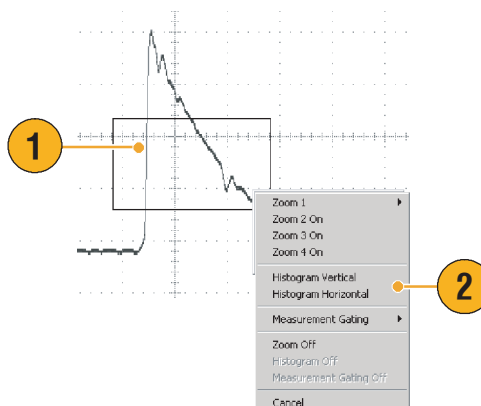 1
Zoom 1
Zoom 2 On
Zoom 3 On
Zoom 4 On
Histogram Vertical
Histogram Horizontal
2
Measurement Gating
Zoom Off
Histogram Off
Measurement Gating Off
Cancel